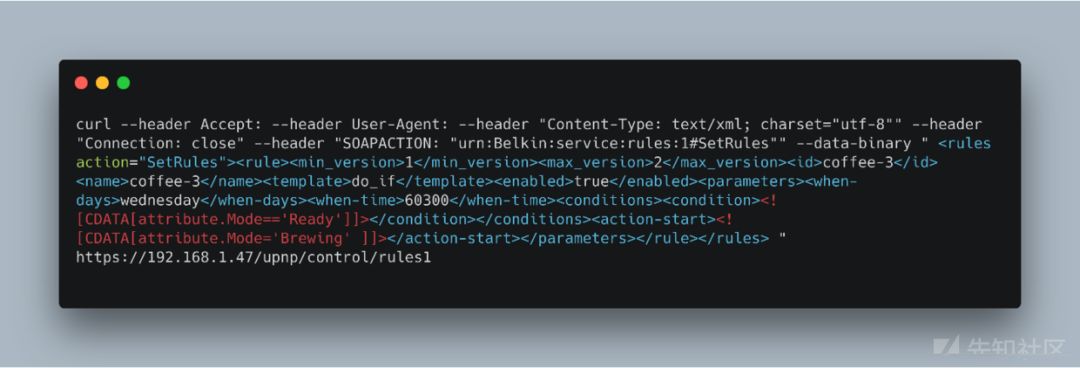 curl --header Accept: --header User-Agent: --header "Content-Type: text/xml; charset="utf-8"" --header
"Connection: close" --header "SOAPACTION: "urn:Belkin:service:rules:1#SetRules"" --data-binary " <rules
action="SetRules"><rule><min_version>1</min_version><max_version>2</max_version><id>coffee-3</id>
<name>coffee-3</name><template>do_if</template><enabled>true</enabled><parameters><when-
days>wednesday</when-days><when-time>60300</when-time><conditions><condition><!
[CDATA[attribute.Mode=='Ready']]></condition></conditions><action-start><!
[CDATA[attribute.Mode='Brewing' ]]></action-start></parameters></rule></rules> "
https://192.168.1.47/upnp/control/rules1
先知社区